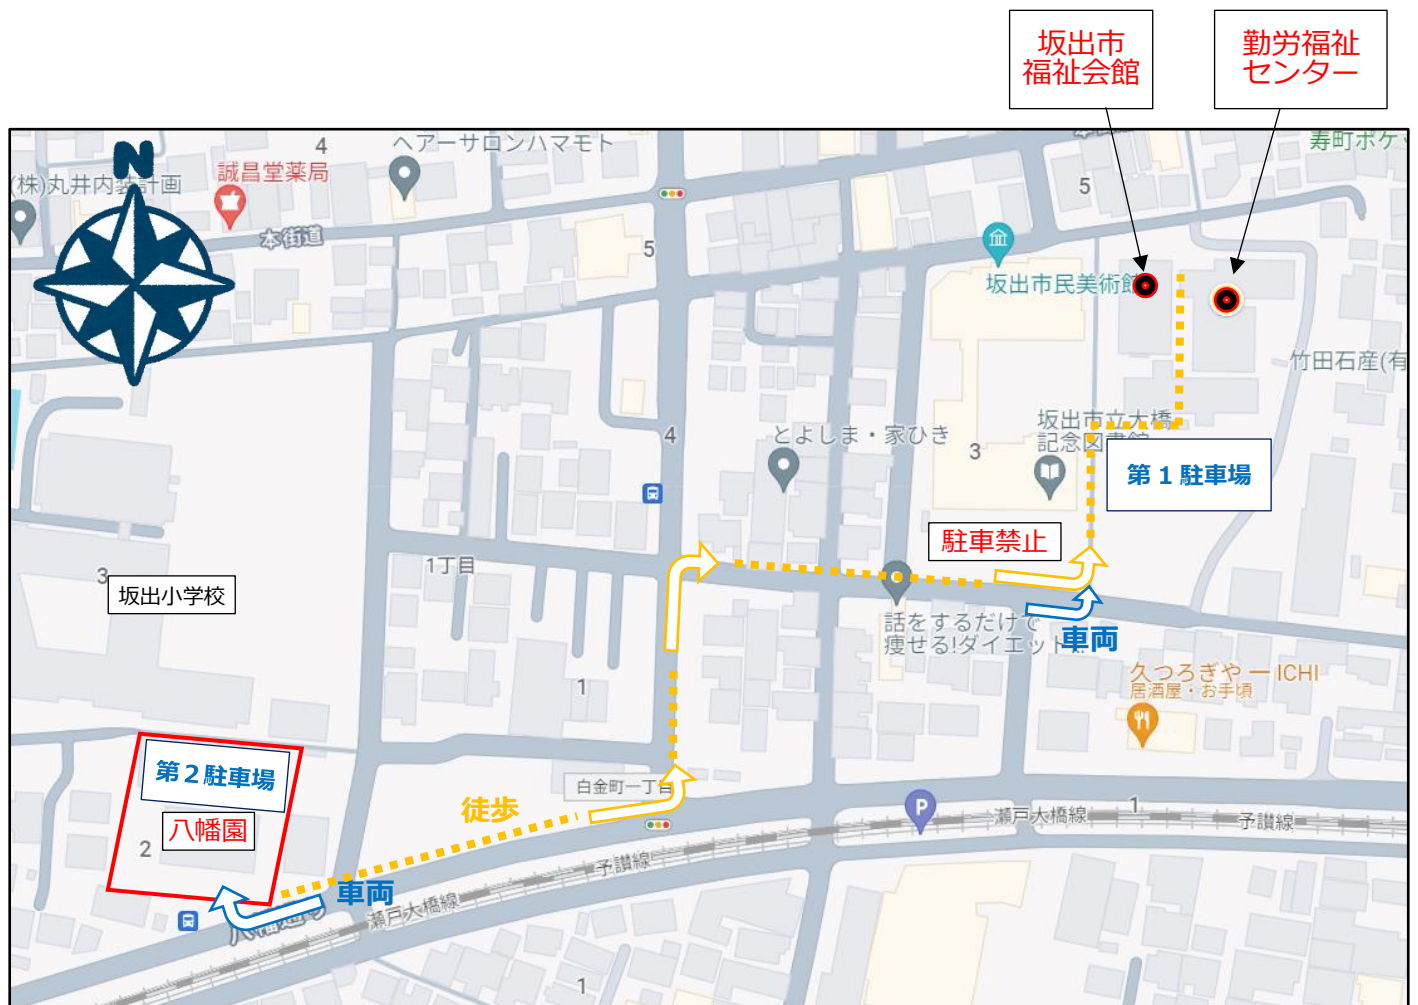 坂出市
福祉会館
勤労福祉
センター
N
4
ヘアーサロンハマモト
寿町ポケッ
(株)丸井内装計画
誠昌堂薬局
本街道
5
5
坂出市民美術館
竹田石産(有
坂出市立大橋
記念図書館
とよしま・家ひき
4
3
第1駐車場
駐車禁止
1丁目
3
坂出小学校
話をするだけで
痩せる!ダイエット
車両
久つろぎや 一 ICHI
居酒屋・お手頃
1
第2駐車場
白金町一丁目
徒歩
八幡園
2
P
瀬戸大橋線
1
予讃線
予讃線
車両
瀬戸大橋線
八幡通り
1